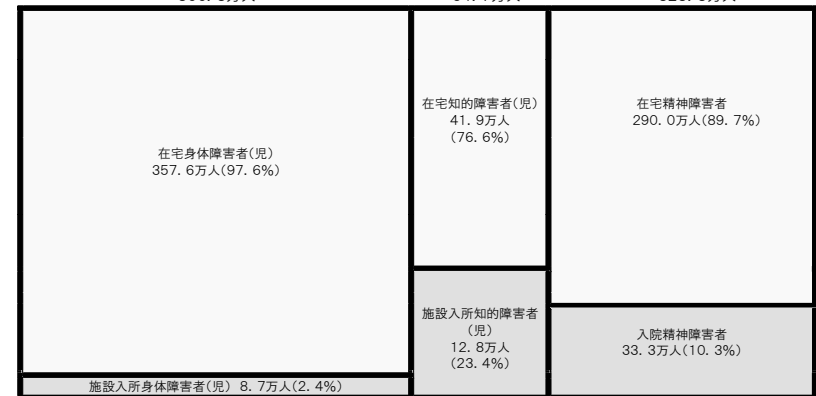 在宅身体障害者(児)
357.6万人(97.6%)
施設入所身体障害者(児) 8.7万人(2.4%)
在宅知的障害者(児)
41.9万人
(76.6%)
施設入所知的障害者
(児)
12.8万人
(23.4%)
在宅精神障害者
290.0万人(89.7%)
入院精神障害者
33.3万人(10.3%)